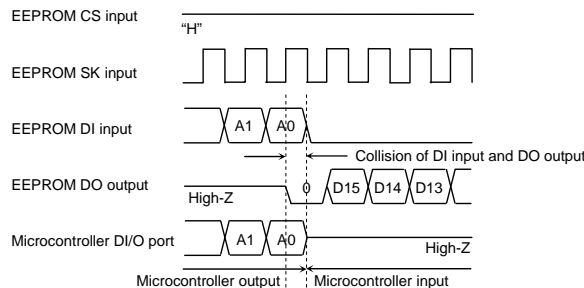 EEPROM CS input
"H"
EEPROM SK input
EEPROM DI input
A1 A0
Collision of DI input and DO output
EEPROM DO output
High-Z
0 D15 D14 D13
Microcontroller DI/O port
A1 A0
High-Z
Microcontroller output Microcontroller input